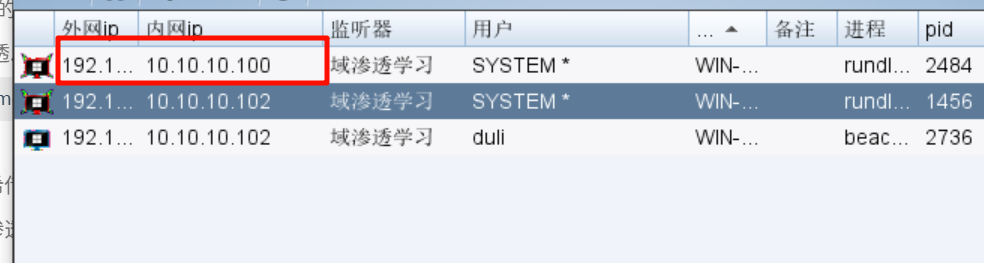 外网ip 内网ip 监听器 用户 ... 备注 进程 pid
192.1... 10.10.10.100 域渗透学习 SYSTEM * WIN-... rundl... 2484
192.1... 10.10.10.102 域渗透学习 SYSTEM * WIN-... rundl... 1456
192.1... 10.10.10.102 域渗透学习 duli WIN-... beac... 2736